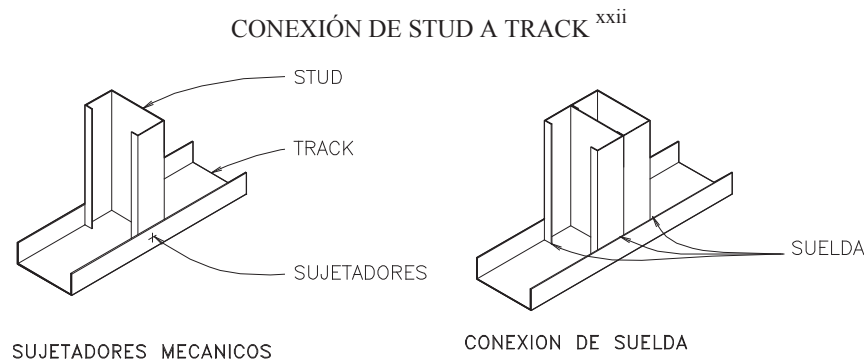 CONEXIÓN DE STUD A TRACK xxii
STUD
TRACK
SUJETADORES
SUJETADORES MECANICOS
SUELDA
CONEXION DE SUELDA